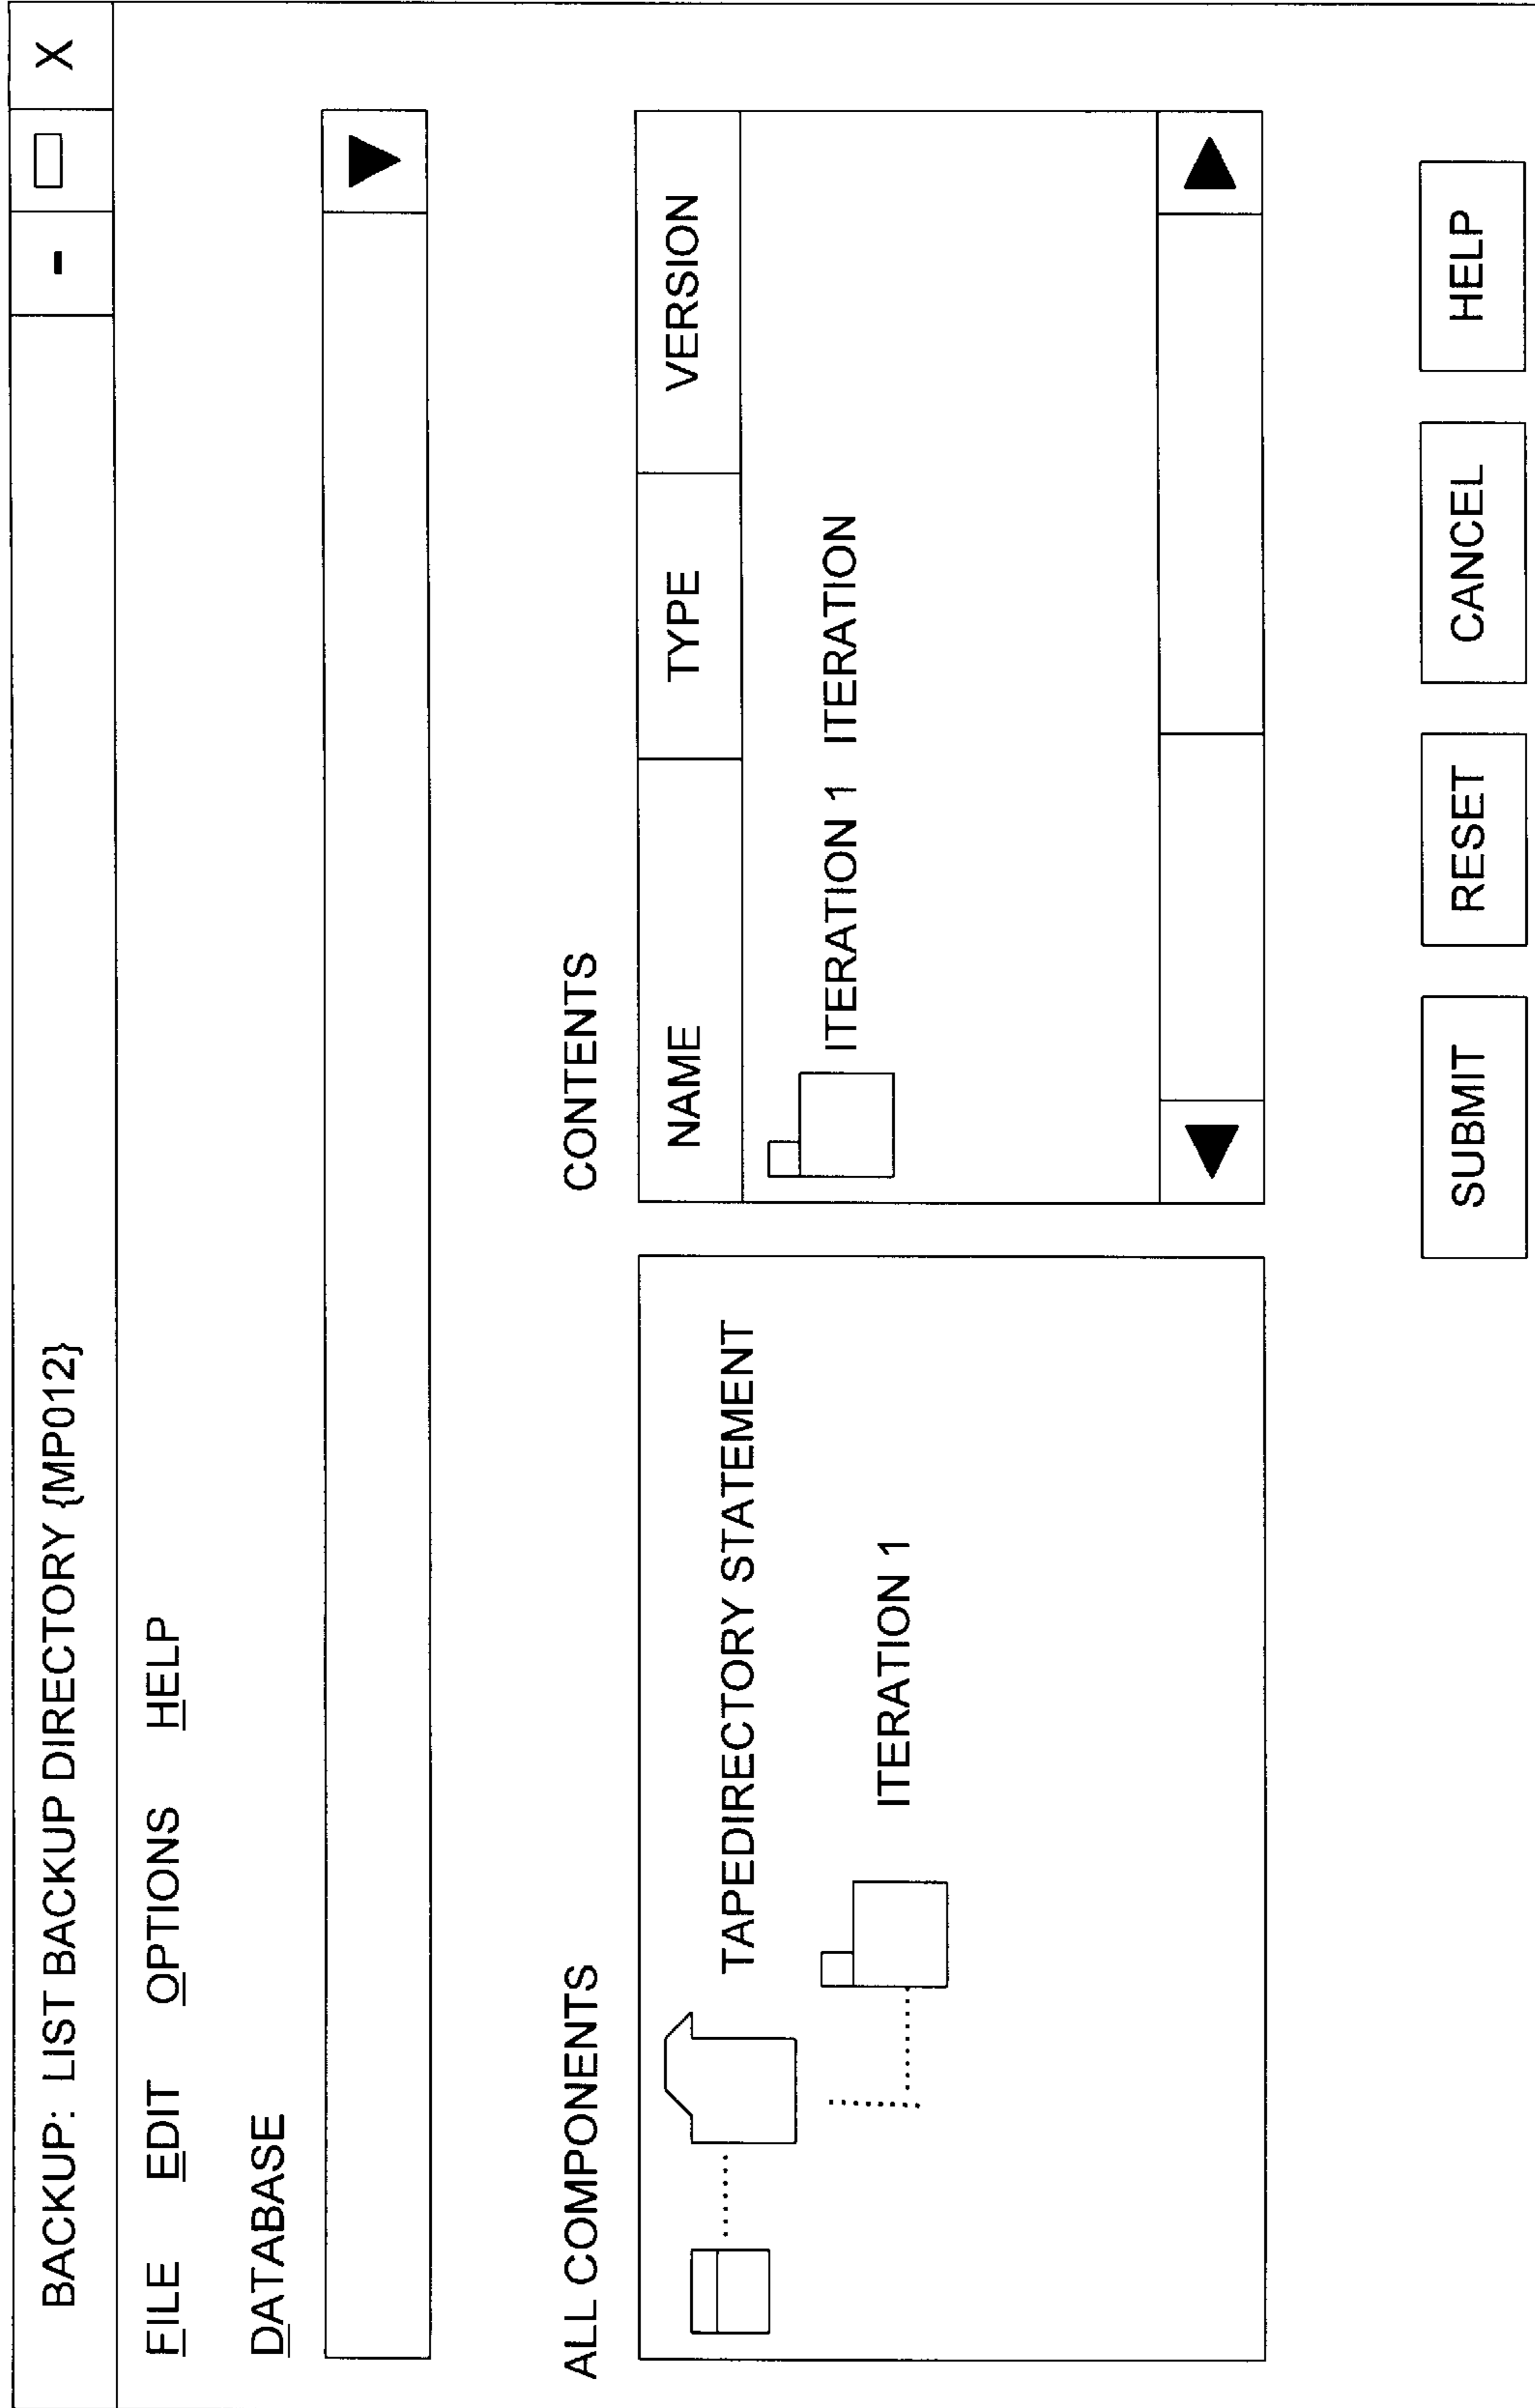 BACKUP: LIST BACKUP DIRECTORY {MP012} - X
FILE EDIT OPTIONS HELP
DATABASE
ALL COMPONENTS
CONTENTS
TAPEDIRECTORY STATEMENT
ITERATION 1
NAME TYPE VERSION
ITERATION 1 ITERATION
SUBMIT RESET CANCEL HELP